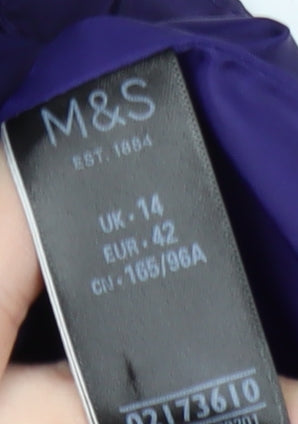 M&S
EST. 1884
UK · 14
EUR · 42
CN · 165/96A
02173610